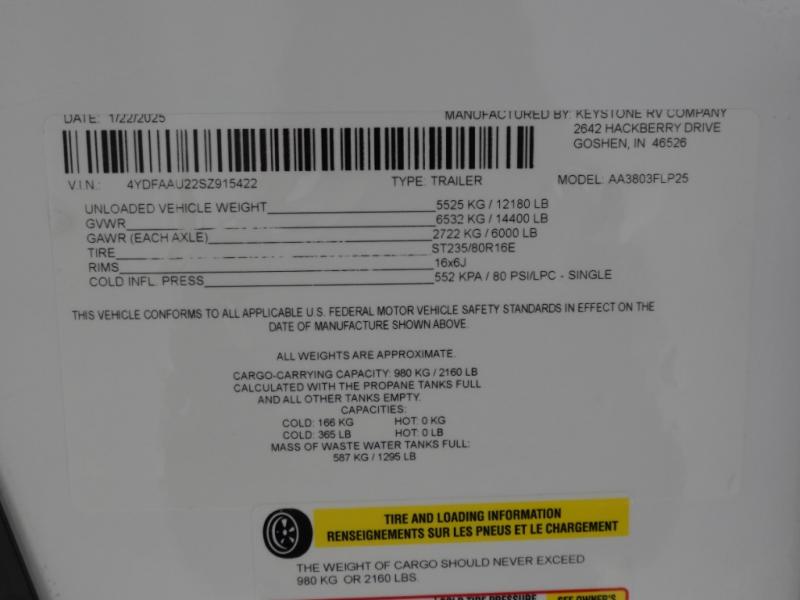 DATE: 1/22/2025
MANUFACTURED BY: KEYSTONE RV COMPANY
2642 HACKBERRY DRIVE
GOSHEN, IN 46526
V.I.N.: 4YDFAAU22SZ915422 TYPE: TRAILER MODEL: AA3803FLP25
UNLOADED VEHICLE WEIGHT 5525 KG / 12180 LB
GVWR 6532 KG / 14400 LB
GAWR (EACH AXLE) 2722 KG / 6000 LB
TIRE ST235/80R16E
RIMS 16x6J
COLD INFL. PRESS 552 KPA / 80 PSI/LPC - SINGLE
THIS VEHICLE CONFORMS TO ALL APPLICABLE U.S. FEDERAL MOTOR VEHICLE SAFETY STANDARDS IN EFFECT ON THE
DATE OF MANUFACTURE SHOWN ABOVE.
ALL WEIGHTS ARE APPROXIMATE.
CARGO-CARRYING CAPACITY: 980 KG / 2160 LB
CALCULATED WITH THE PROPANE TANKS FULL
AND ALL OTHER TANKS EMPTY.
CAPACITIES:
COLD: 166 KG HOT: 0 KG
COLD: 365 LB HOT: 0 LB
MASS OF WASTE WATER TANKS FULL:
587 KG / 1295 LB
TIRE AND LOADING INFORMATION
RENSEIGNEMENTS SUR LES PNEUS ET LE CHARGEMENT
THE WEIGHT OF CARGO SHOULD NEVER EXCEED
980 KG OR 2160 LBS.
COLD TIRE PRESSURE SEE OWNER'S